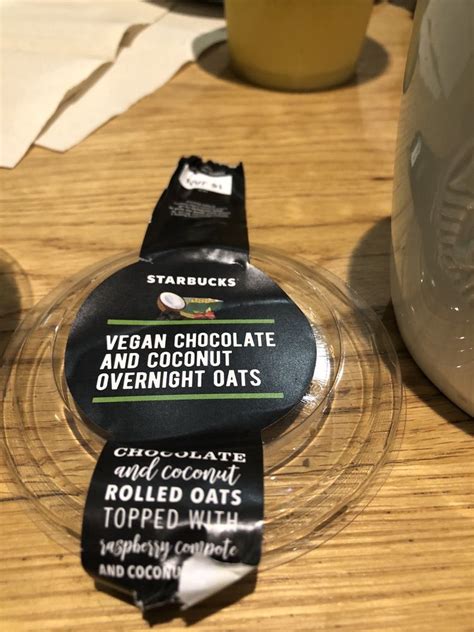 STARBUCKS
VEGAN CHOCOLATE
AND COCONUT
OVERNIGHT OATS
CHOCOLATE
and coconut
ROLLED OATS
TOPPED WITH
raspberry compote
AND COCONU